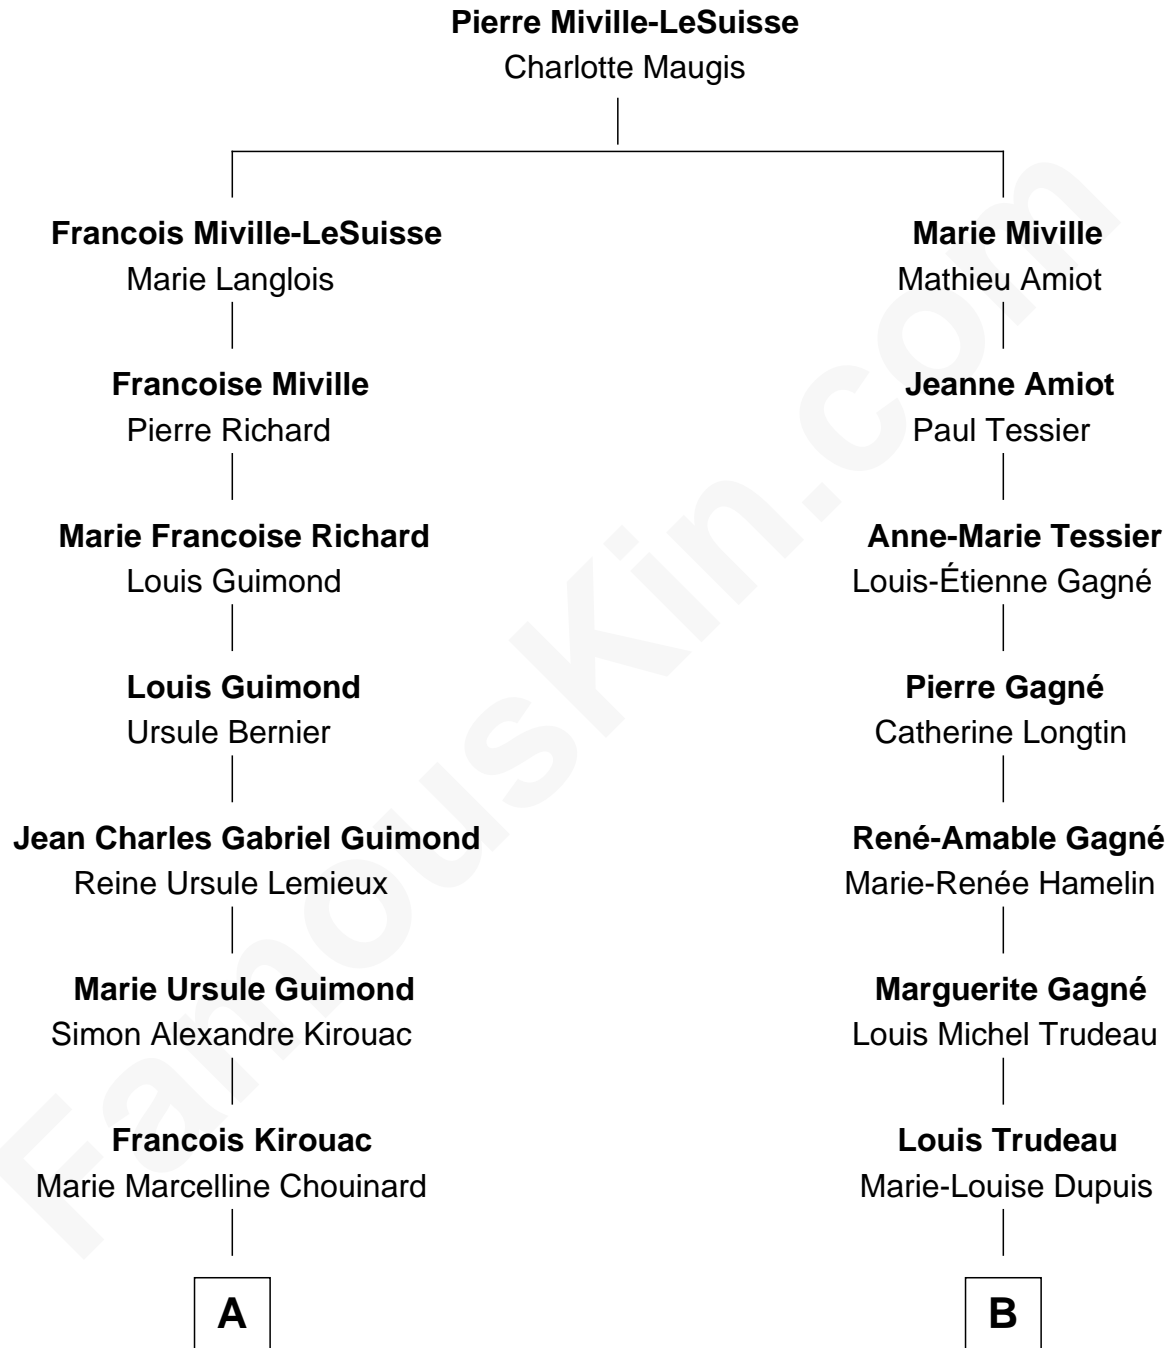 Pierre Miville-LeSuisse
Charlotte Maugis
Francois Miville-LeSuisse
Marie Langlois
Marie Miville
Mathieu Amiot
Francoise Miville
Pierre Richard
Jeanne Amiot
Paul Tessier
Marie Francoise Richard
Louis Guimond
Anne-Marie Tessier
Louis-Étienne Gagné
Louis Guimond
Ursule Bernier
Pierre Gagné
Catherine Longtin
Jean Charles Gabriel Guimond
Reine Ursule Lemieux
René-Amable Gagné
Marie-Renée Hamelin
Marie Ursule Guimond
Simon Alexandre Kirouac
Marguerite Gagné
Louis Michel Trudeau
Francois Kirouac
Marie Marcelline Chouinard
Louis Trudeau
Marie-Louise Dupuis
A
B
FamousKin.com